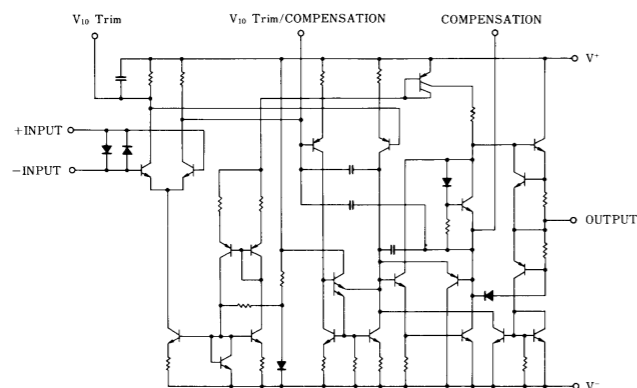 V10 Trim
V10 Trim/COMPENSATION
COMPENSATION
V+
+INPUT
−INPUT
OUTPUT
V−